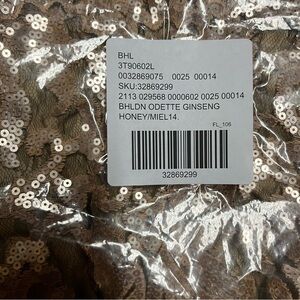 BHL
3T90602L
0032869075 0025 00014
SKU:32869299
2113 029568 0000602 0025 00014
BHLDN ODETTE GINSENG
HONEY/MIEL14.
FL_106
32869299